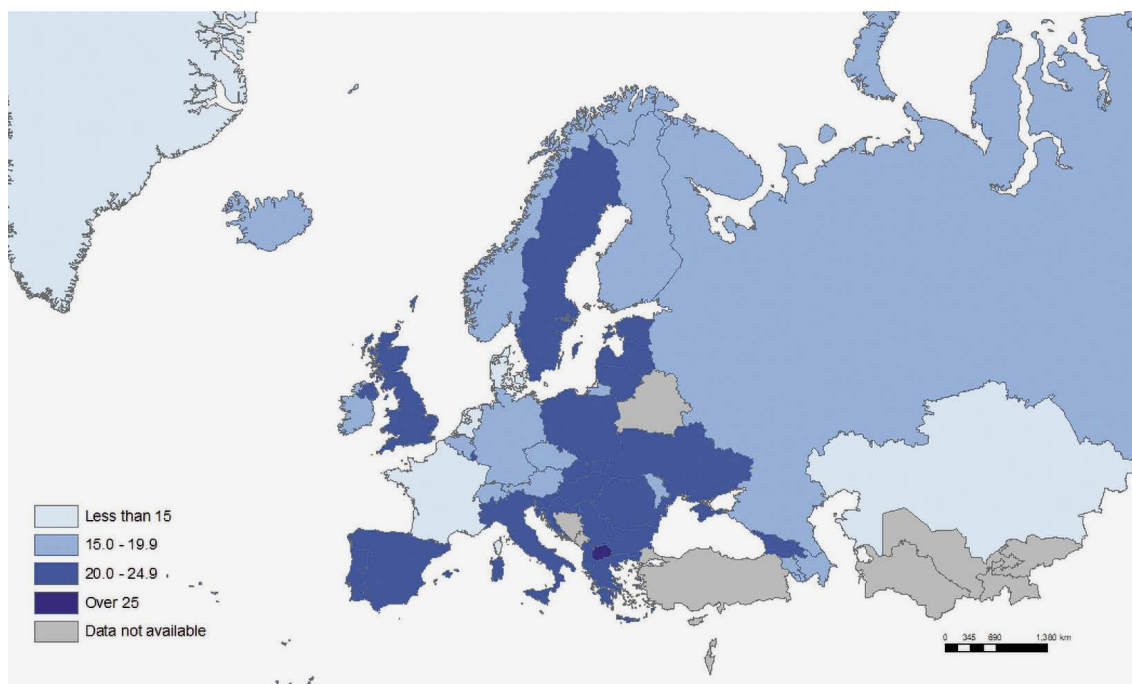 Less than 15
15.0 - 19.9
20.0 - 24.9
Over 25
Data not available
0 345 690 1,380 km